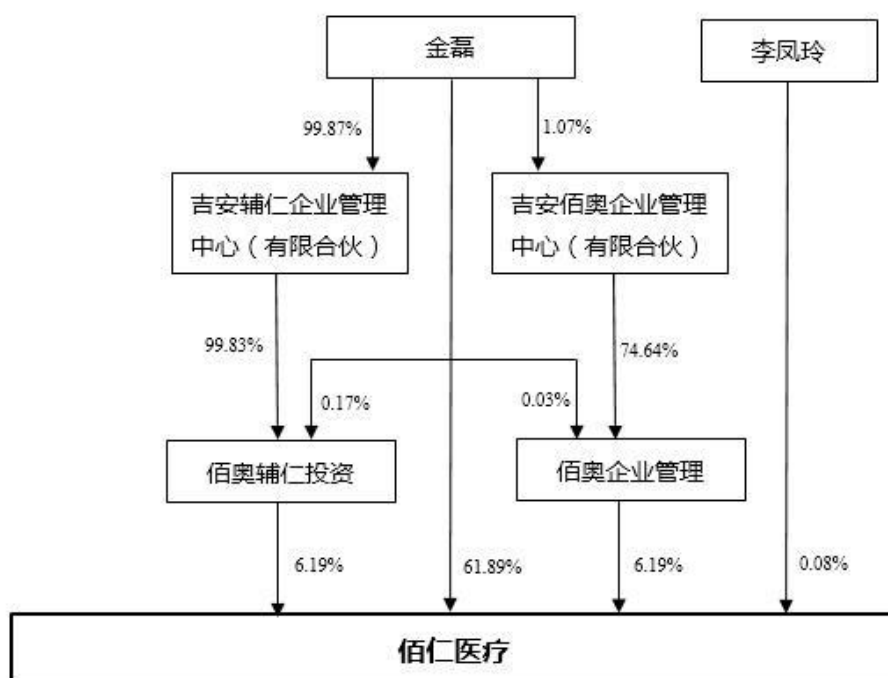 金磊
李凤玲
99.87%
1.07%
吉安辅仁企业管理
中心（有限合伙）
吉安佰奥企业管理
中心（有限合伙）
99.83%
74.64%
0.17%
0.03%
佰奥辅仁投资
佰奥企业管理
6.19%
61.89%
6.19%
0.08%
佰仁医疗